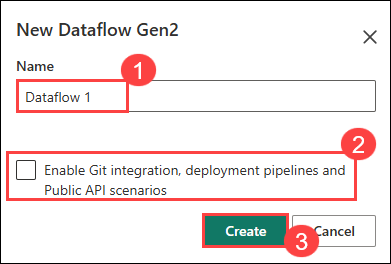 New Dataflow Gen2
Name
1
Dataflow 1
2
Enable Git integration, deployment pipelines and
Public API scenarios
Create
Cancel
3